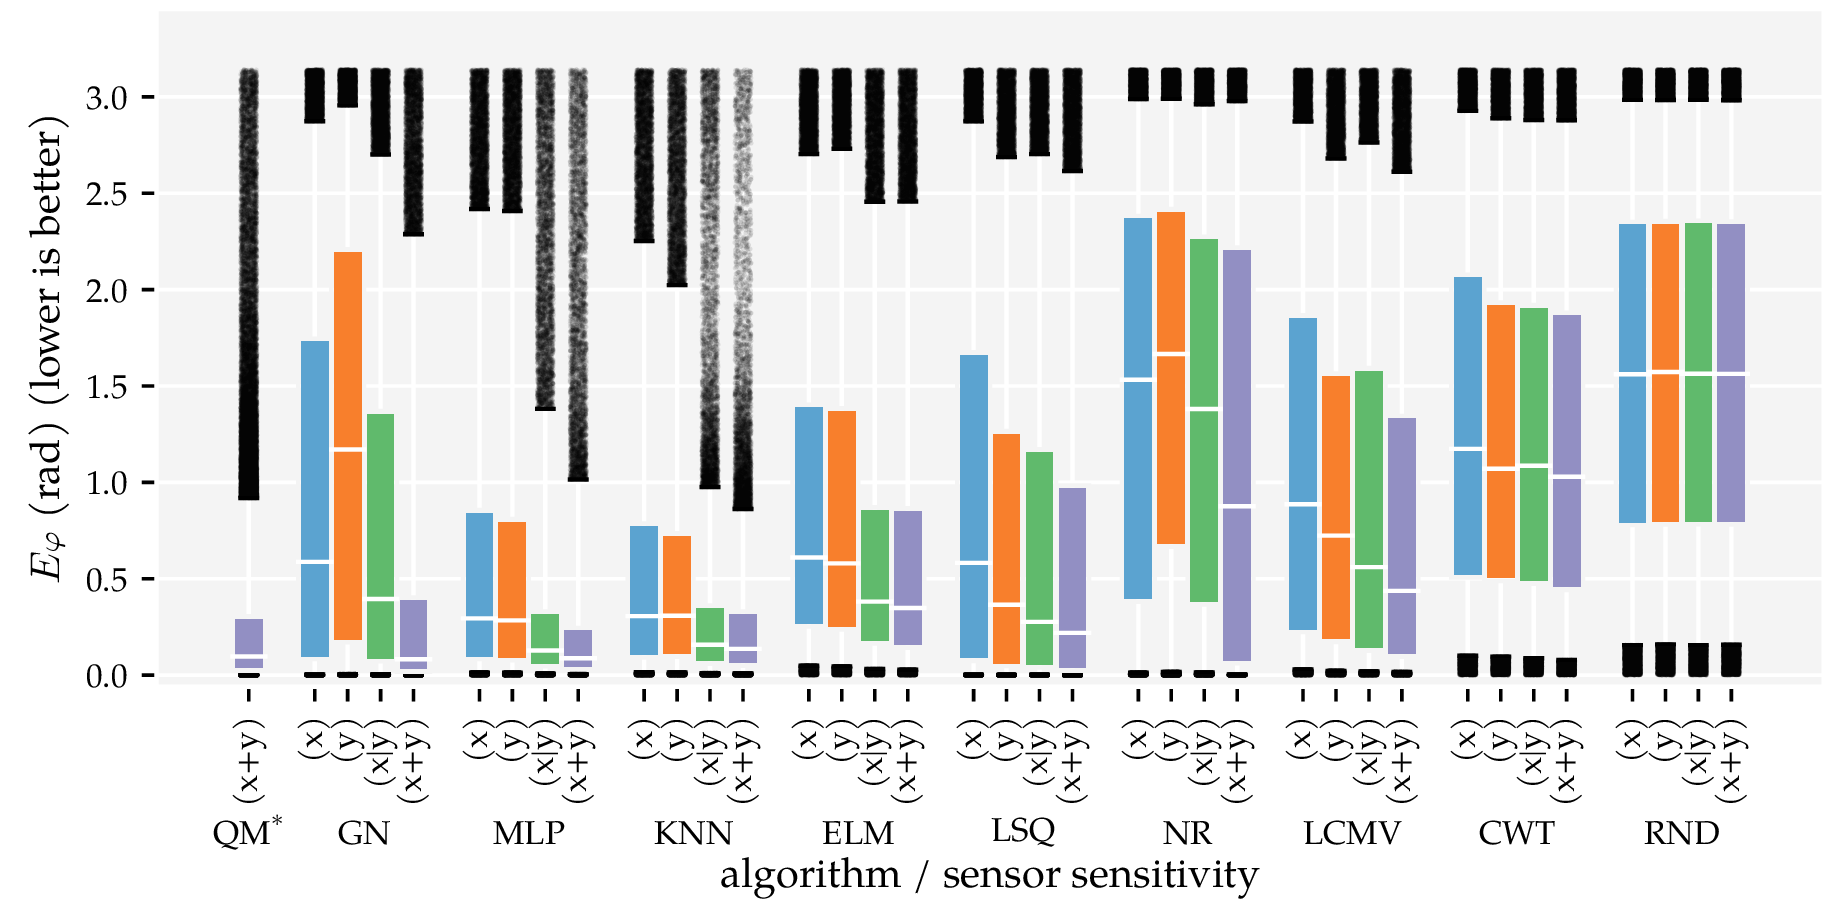 E_φ (rad) (lower is better)
3.0
2.5
2.0
1.5
1.0
0.5
0.0
(x+y) (x) (y) (x|y) (x+y) (x) (y) (x|y) (x+y) (x) (y) (x|y) (x+y) (x) (y) (x|y) (x+y) (x) (y) (x|y) (x+y) (x) (y) (x|y) (x+y) (x) (y) (x|y) (x+y) (x) (y) (x|y) (x+y) (x) (y) (x|y) (x+y)
QM* GN MLP KNN ELM LSQ NR LCMV CWT RND
algorithm / sensor sensitivity